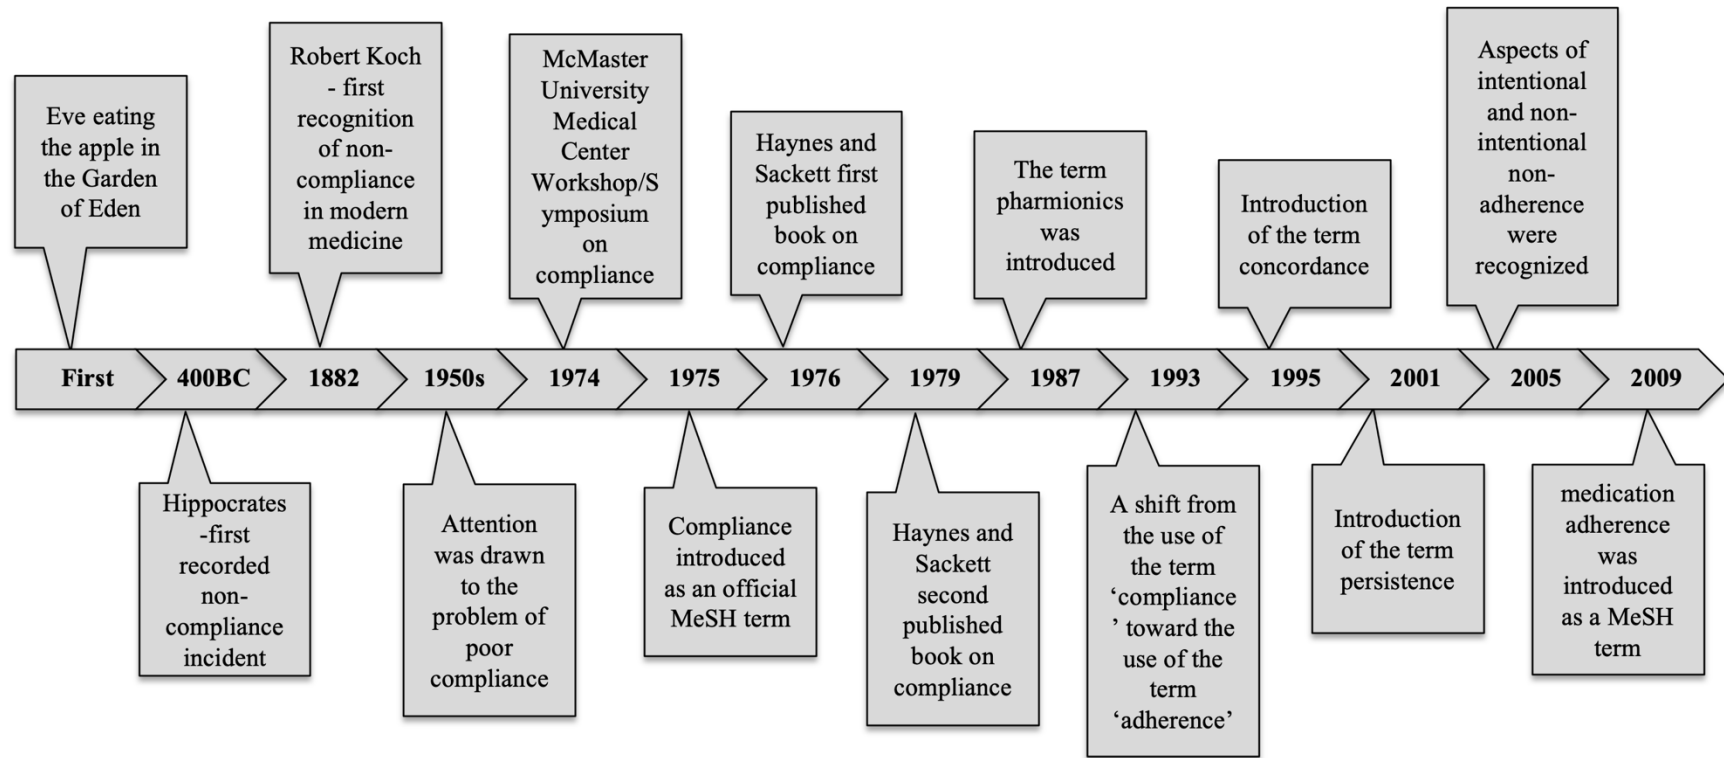 Eve eating
the apple in
the Garden
of Eden
Robert Koch
- first
recognition
of non-
compliance
in modern
medicine
McMaster
University
Medical
Center
Workshop/S
ymposium
on
compliance
Haynes and
Sackett first
published
book on
compliance
The term
pharmionics
was
introduced
Introduction
of the term
concordance
Aspects of
intentional
and non-
intentional
non-
adherence
were
recognized
First
400BC
1882
1950s
1974
1975
1976
1979
1987
1993
1995
2001
2005
2009
Hippocrates
-first
recorded
non-
compliance
incident
Attention
was drawn
to the
problem of
poor
compliance
Compliance
introduced
as an official
MeSH term
Haynes and
Sackett
second
published
book on
compliance
A shift from
the use of
the term
‘compliance
’ toward the
use of the
term
‘adherence’
Introduction
of the term
persistence
medication
adherence
was
introduced
as a MeSH
term